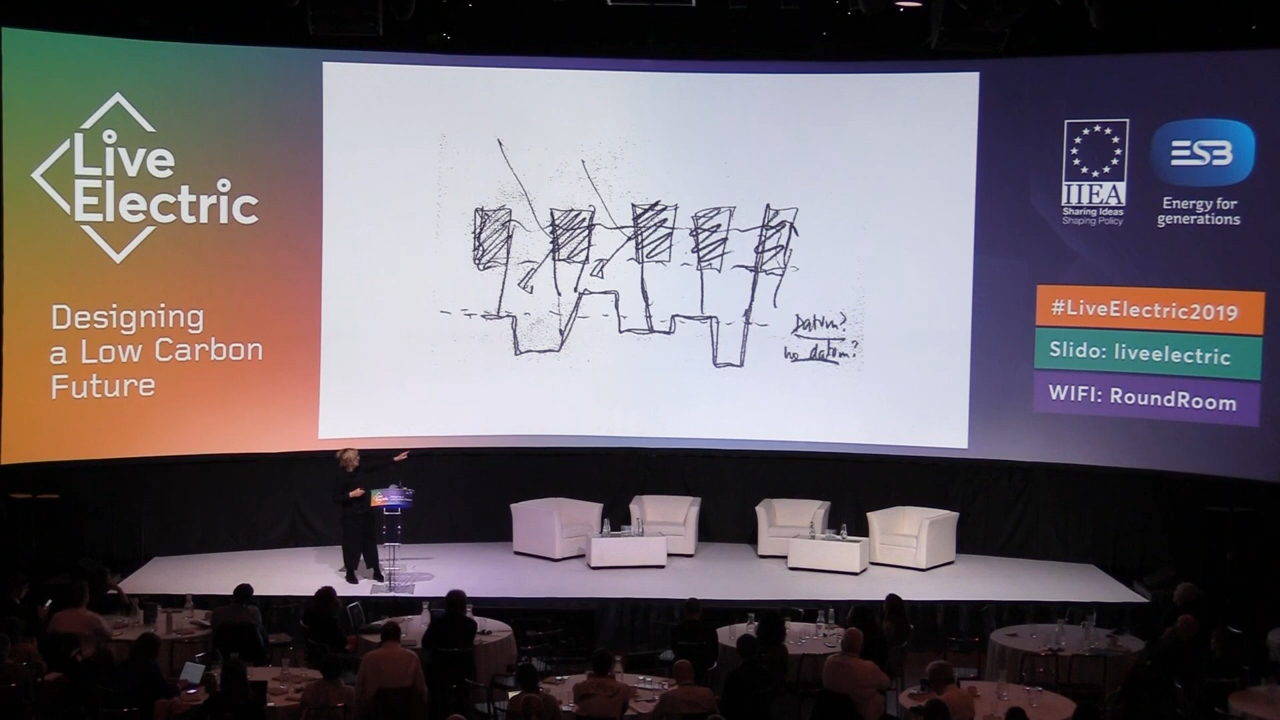 Live
Electric
Designing
a Low Carbon
Future
Datum?
no datum?
IIEA
Sharing Ideas
Shaping Policy
ESB
Energy for
generations
#LiveElectric2019
Slido: liveelectric
WIFI: RoundRoom